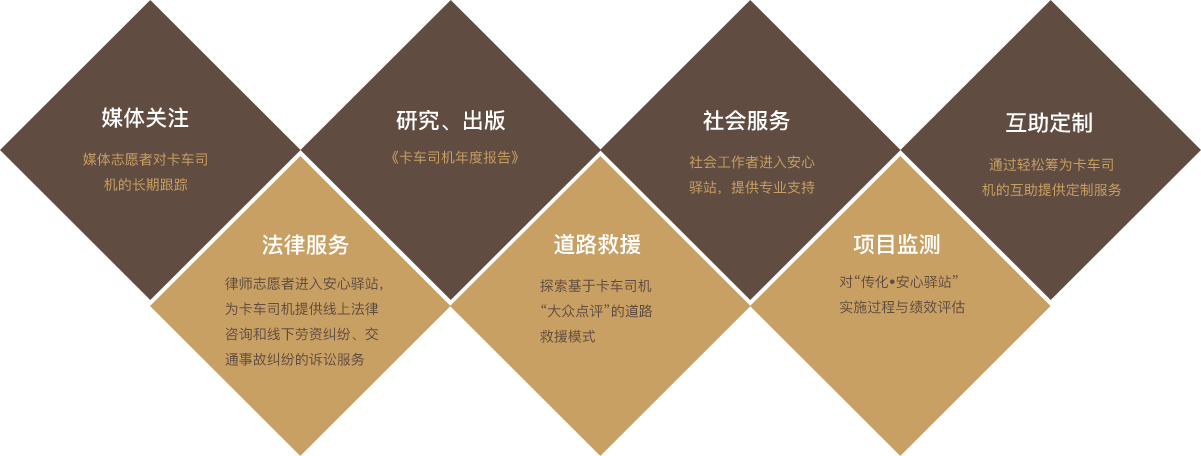 媒体关注
媒体志愿者对卡车司
机的长期跟踪
研究、出版
《卡车司机年度报告》
社会服务
社会工作者进入安心
驿站，提供专业支持
互助定制
通过轻松筹为卡车司
机的互助提供定制服务
法律服务
律师志愿者进入安心驿站，
为卡车司机提供线上法律
咨询和线下劳资纠纷、交
通事故纠纷的诉讼服务
道路救援
探索基于卡车司机
“大众点评”的道路
救援模式
项目监测
对“传化•安心驿站”
实施过程与绩效评估